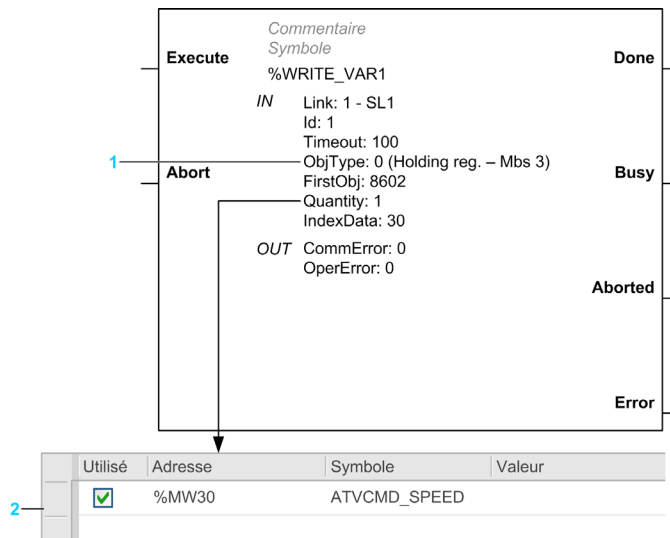 Commentaire
Symbole
Execute
Done
%WRITE_VAR1
IN Link: 1 - SL1
Id: 1
Timeout: 100
1 ObjType: 0 (Holding reg. – Mbs 3)
Abort
Busy
FirstObj: 8602
Quantity: 1
IndexData: 30
OUT CommError: 0
OperError: 0
Aborted
Error
Utilisé Adresse Symbole Valeur
2 %MW30 ATVCMD_SPEED